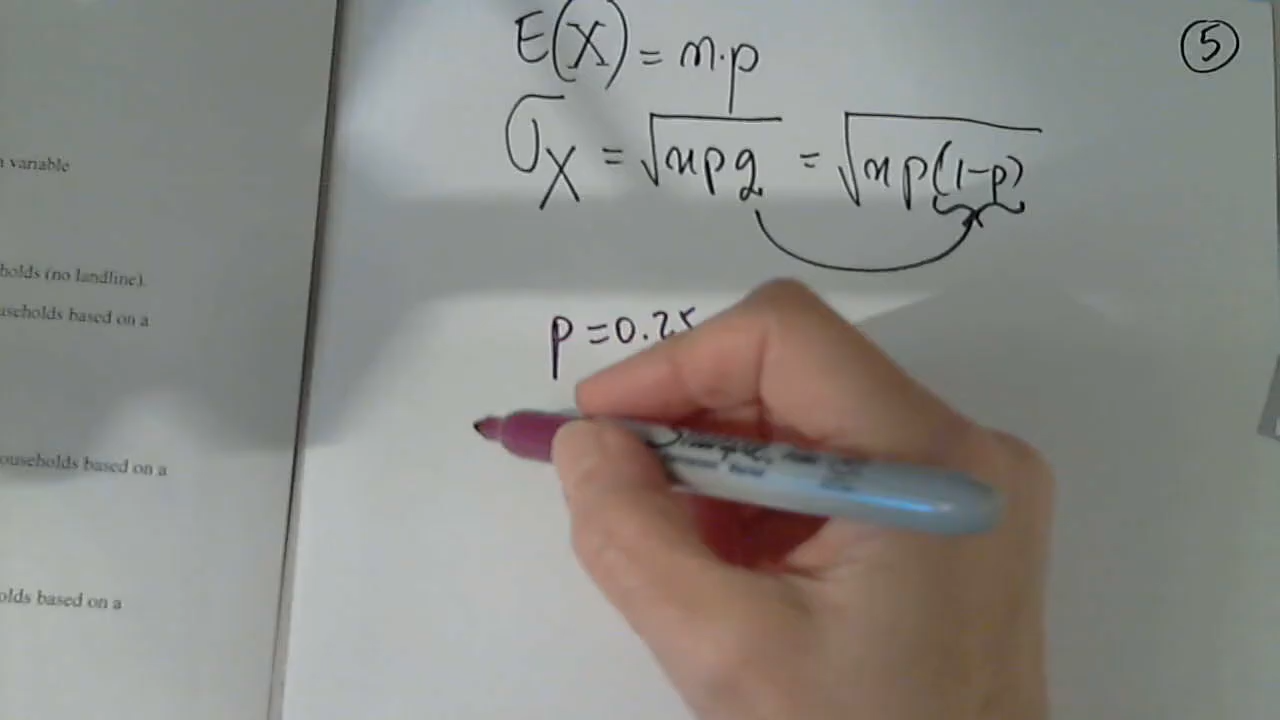 E(X) = n·p
⑤
σX = √npq = √np(1-p)
p = 0.25
variable
holds (no landline).
useholds based on a
ouseholds based on a
olds based on a